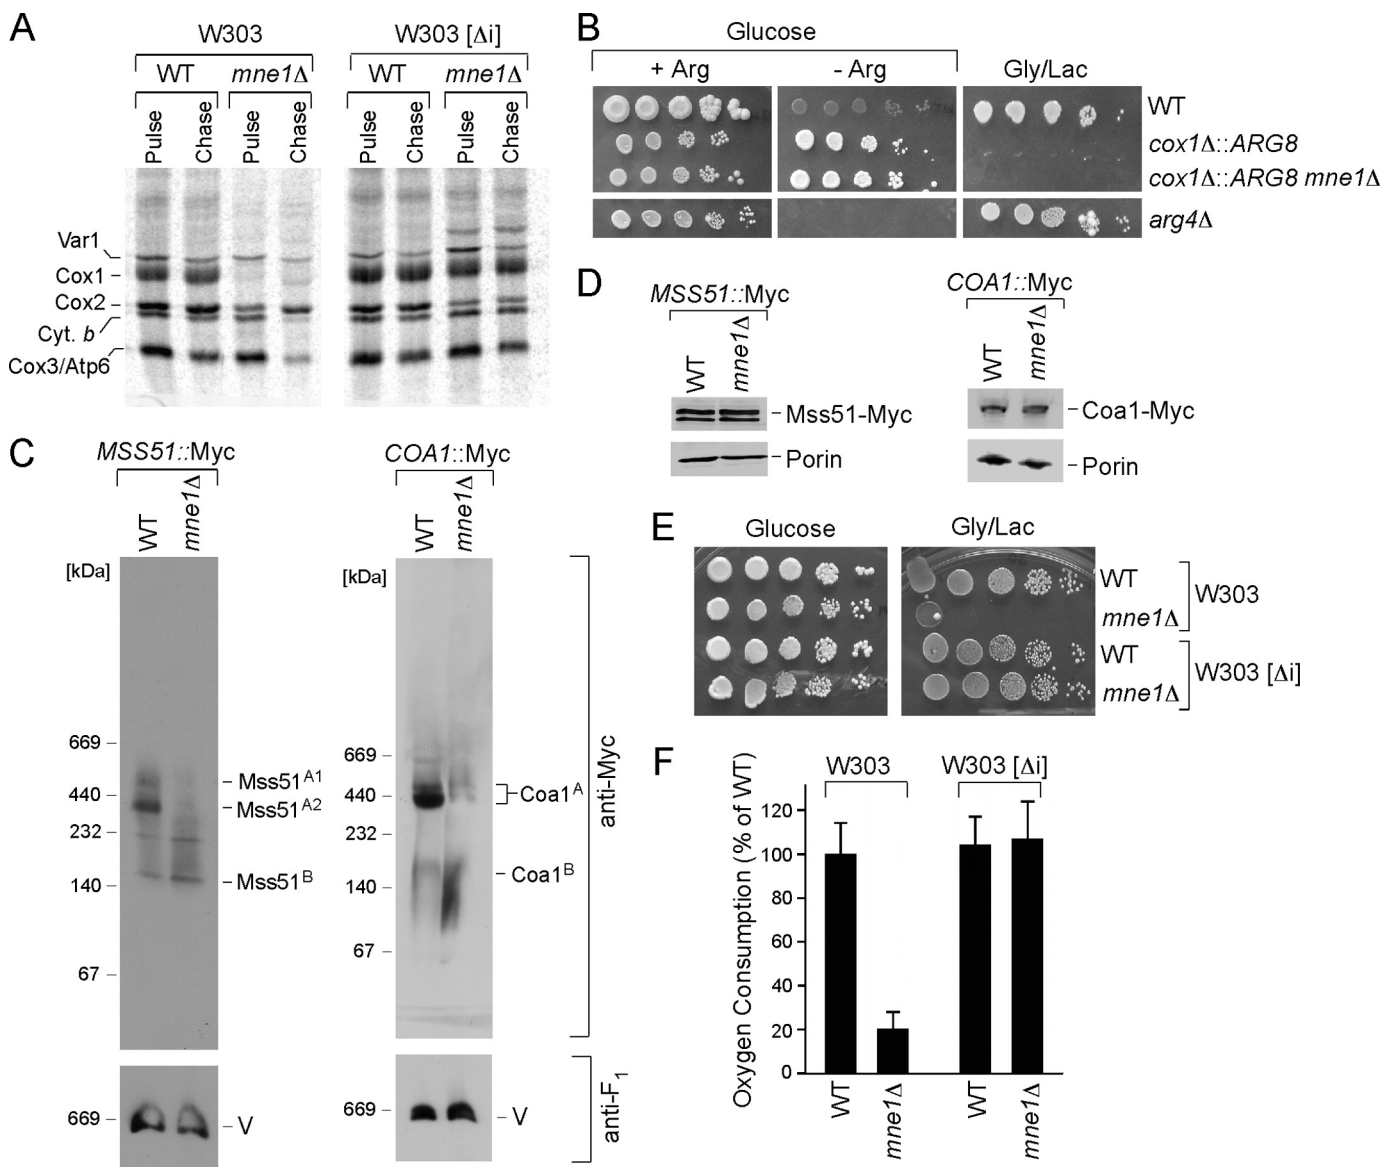 A
W303
W303 [Δi]
WT
mne1Δ
WT
mne1Δ
Pulse
Chase
Pulse
Chase
Pulse
Chase
Pulse
Chase
Var1
Cox1
Cox2
Cyt. b
Cox3/Atp6
B
Glucose
+ Arg
- Arg
Gly/Lac
WT
cox1Δ::ARG8
cox1Δ::ARG8 mne1Δ
arg4Δ
C
MSS51::Myc
COA1::Myc
WT
mne1Δ
WT
mne1Δ
[kDa]
669
440
232
140
67
Mss51A1
Mss51A2
Mss51B
669
V
[kDa]
669
440
232
140
67
Coa1A
Coa1B
669
V
anti-Myc
anti-F1
D
MSS51::Myc
COA1::Myc
WT
mne1Δ
WT
mne1Δ
Mss51-Myc
Porin
Coa1-Myc
Porin
E
Glucose
Gly/Lac
WT
mne1Δ
W303
WT
mne1Δ
W303 [Δi]
F
W303
W303 [Δi]
Oxygen Consumption (% of WT)
120
100
80
60
40
20
0
WT
mne1Δ
WT
mne1Δ